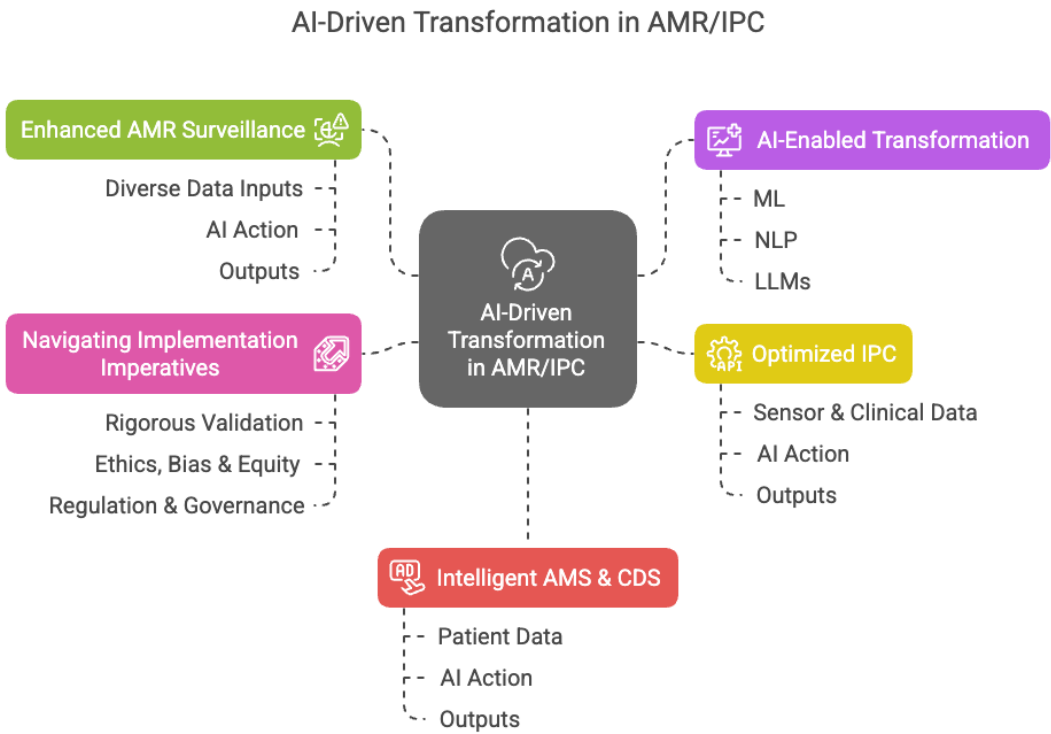 AI-Driven Transformation in AMR/IPC
Enhanced AMR Surveillance
Diverse Data Inputs
AI Action
Outputs
Navigating Implementation
Imperatives
Rigorous Validation
Ethics, Bias & Equity
Regulation & Governance
A
AI-Driven
Transformation
in AMR/IPC
AI-Enabled Transformation
ML
NLP
LLMs
API
Optimized IPC
Sensor & Clinical Data
AI Action
Outputs
AD
Intelligent AMS & CDS
Patient Data
AI Action
Outputs